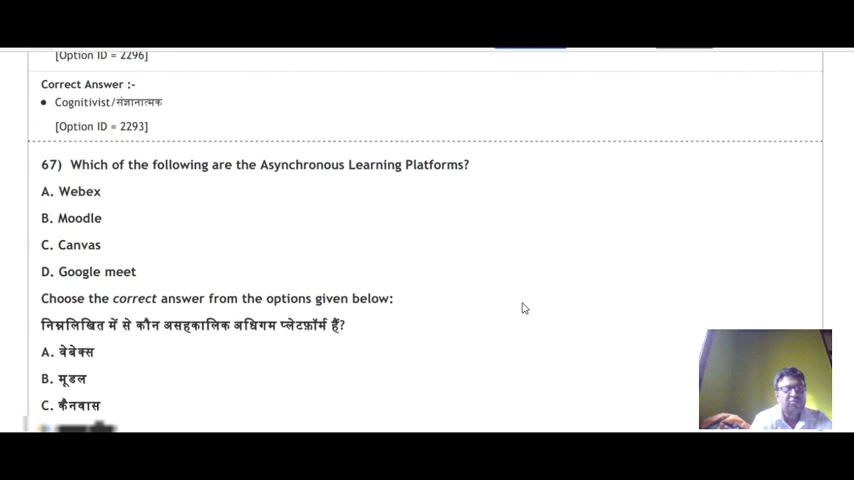 [Option ID = 2296]
Correct Answer :-
• Cognitivist/संज्ञानात्मक
[Option ID = 2293]
67) Which of the following are the Asynchronous Learning Platforms?
A. Webex
B. Moodle
C. Canvas
D. Google meet
Choose the correct answer from the options given below:
निम्नलिखित में से कौन असहकालिक अधिगम प्लेटफ़ॉर्म हैं?
A. वेबेक्स
B. मूडल
C. कैनवास